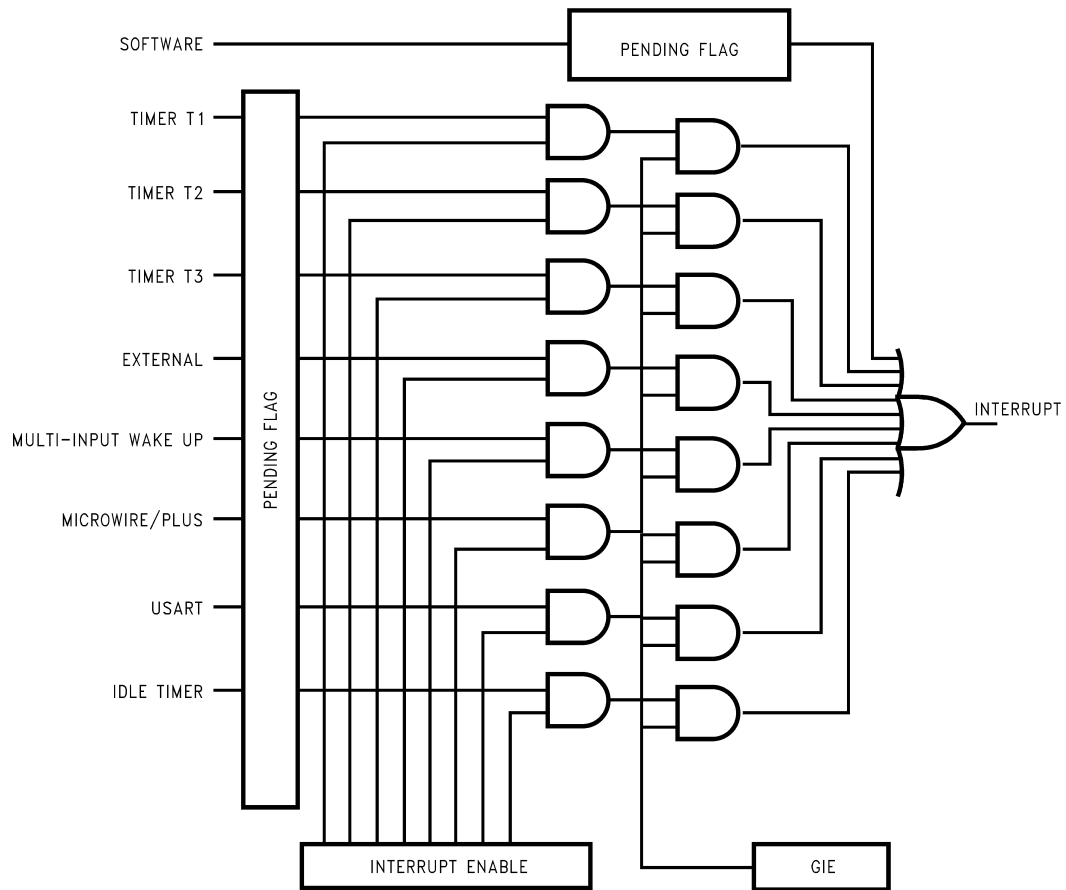 SOFTWARE
PENDING FLAG
TIMER T1
TIMER T2
TIMER T3
EXTERNAL
MULTI-INPUT WAKE UP
MICROWIRE/PLUS
USART
IDLE TIMER
PENDING FLAG
INTERRUPT
INTERRUPT ENABLE
GIE